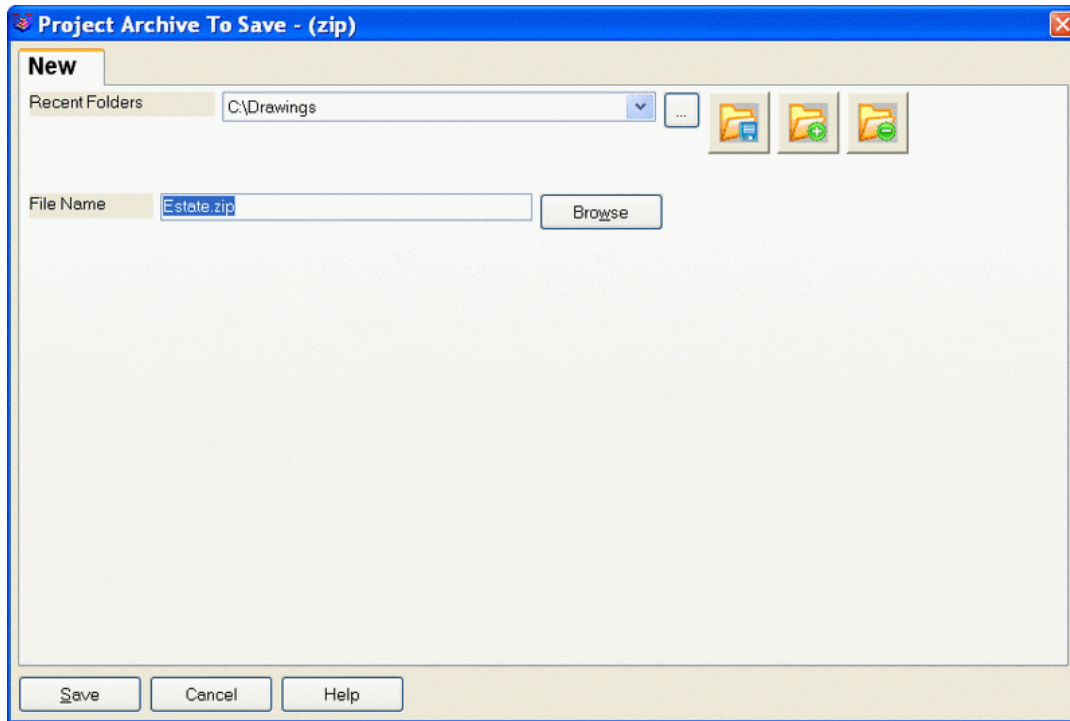 Project Archive To Save - (zip)
New
Recent Folders
C:\Drawings
...
File Name
Estate.zip
Browse
Save
Cancel
Help